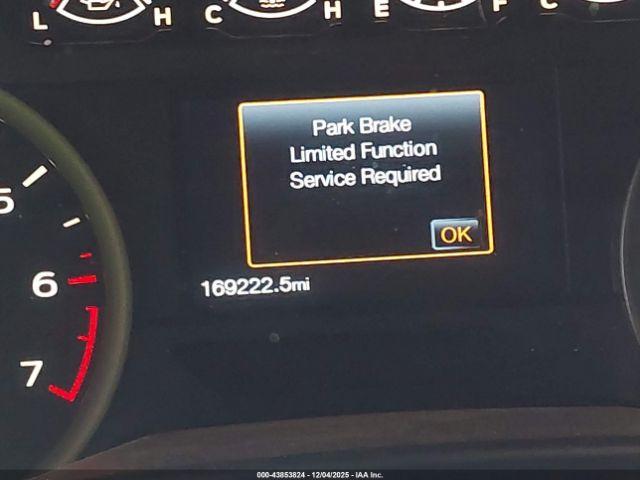 L H C H E F C
Park Brake
Limited Function
Service Required
OK
5
6
169222.5mi
7
000-43853824 - 12/04/2025 - IAA Inc.